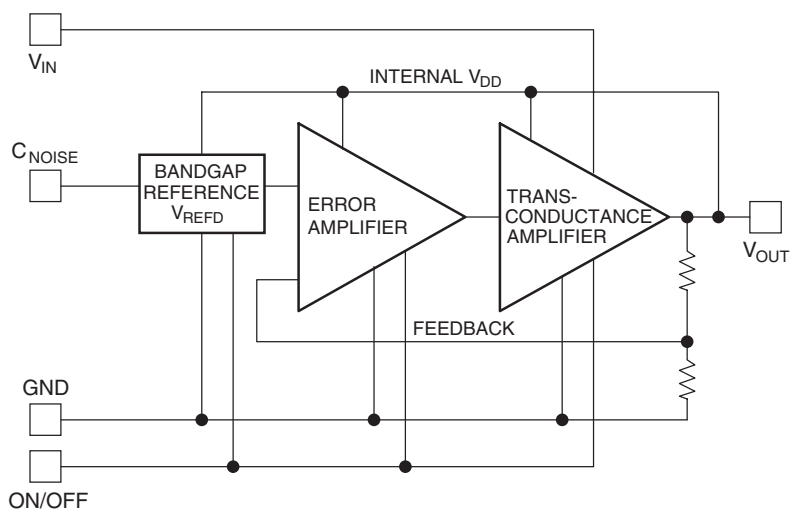 V_IN
INTERNAL V_DD
C_NOISE
BANDGAP
REFERENCE
V_REFD
ERROR
AMPLIFIER
TRANS-
CONDUCTANCE
AMPLIFIER
V_OUT
FEEDBACK
GND
ON/OFF